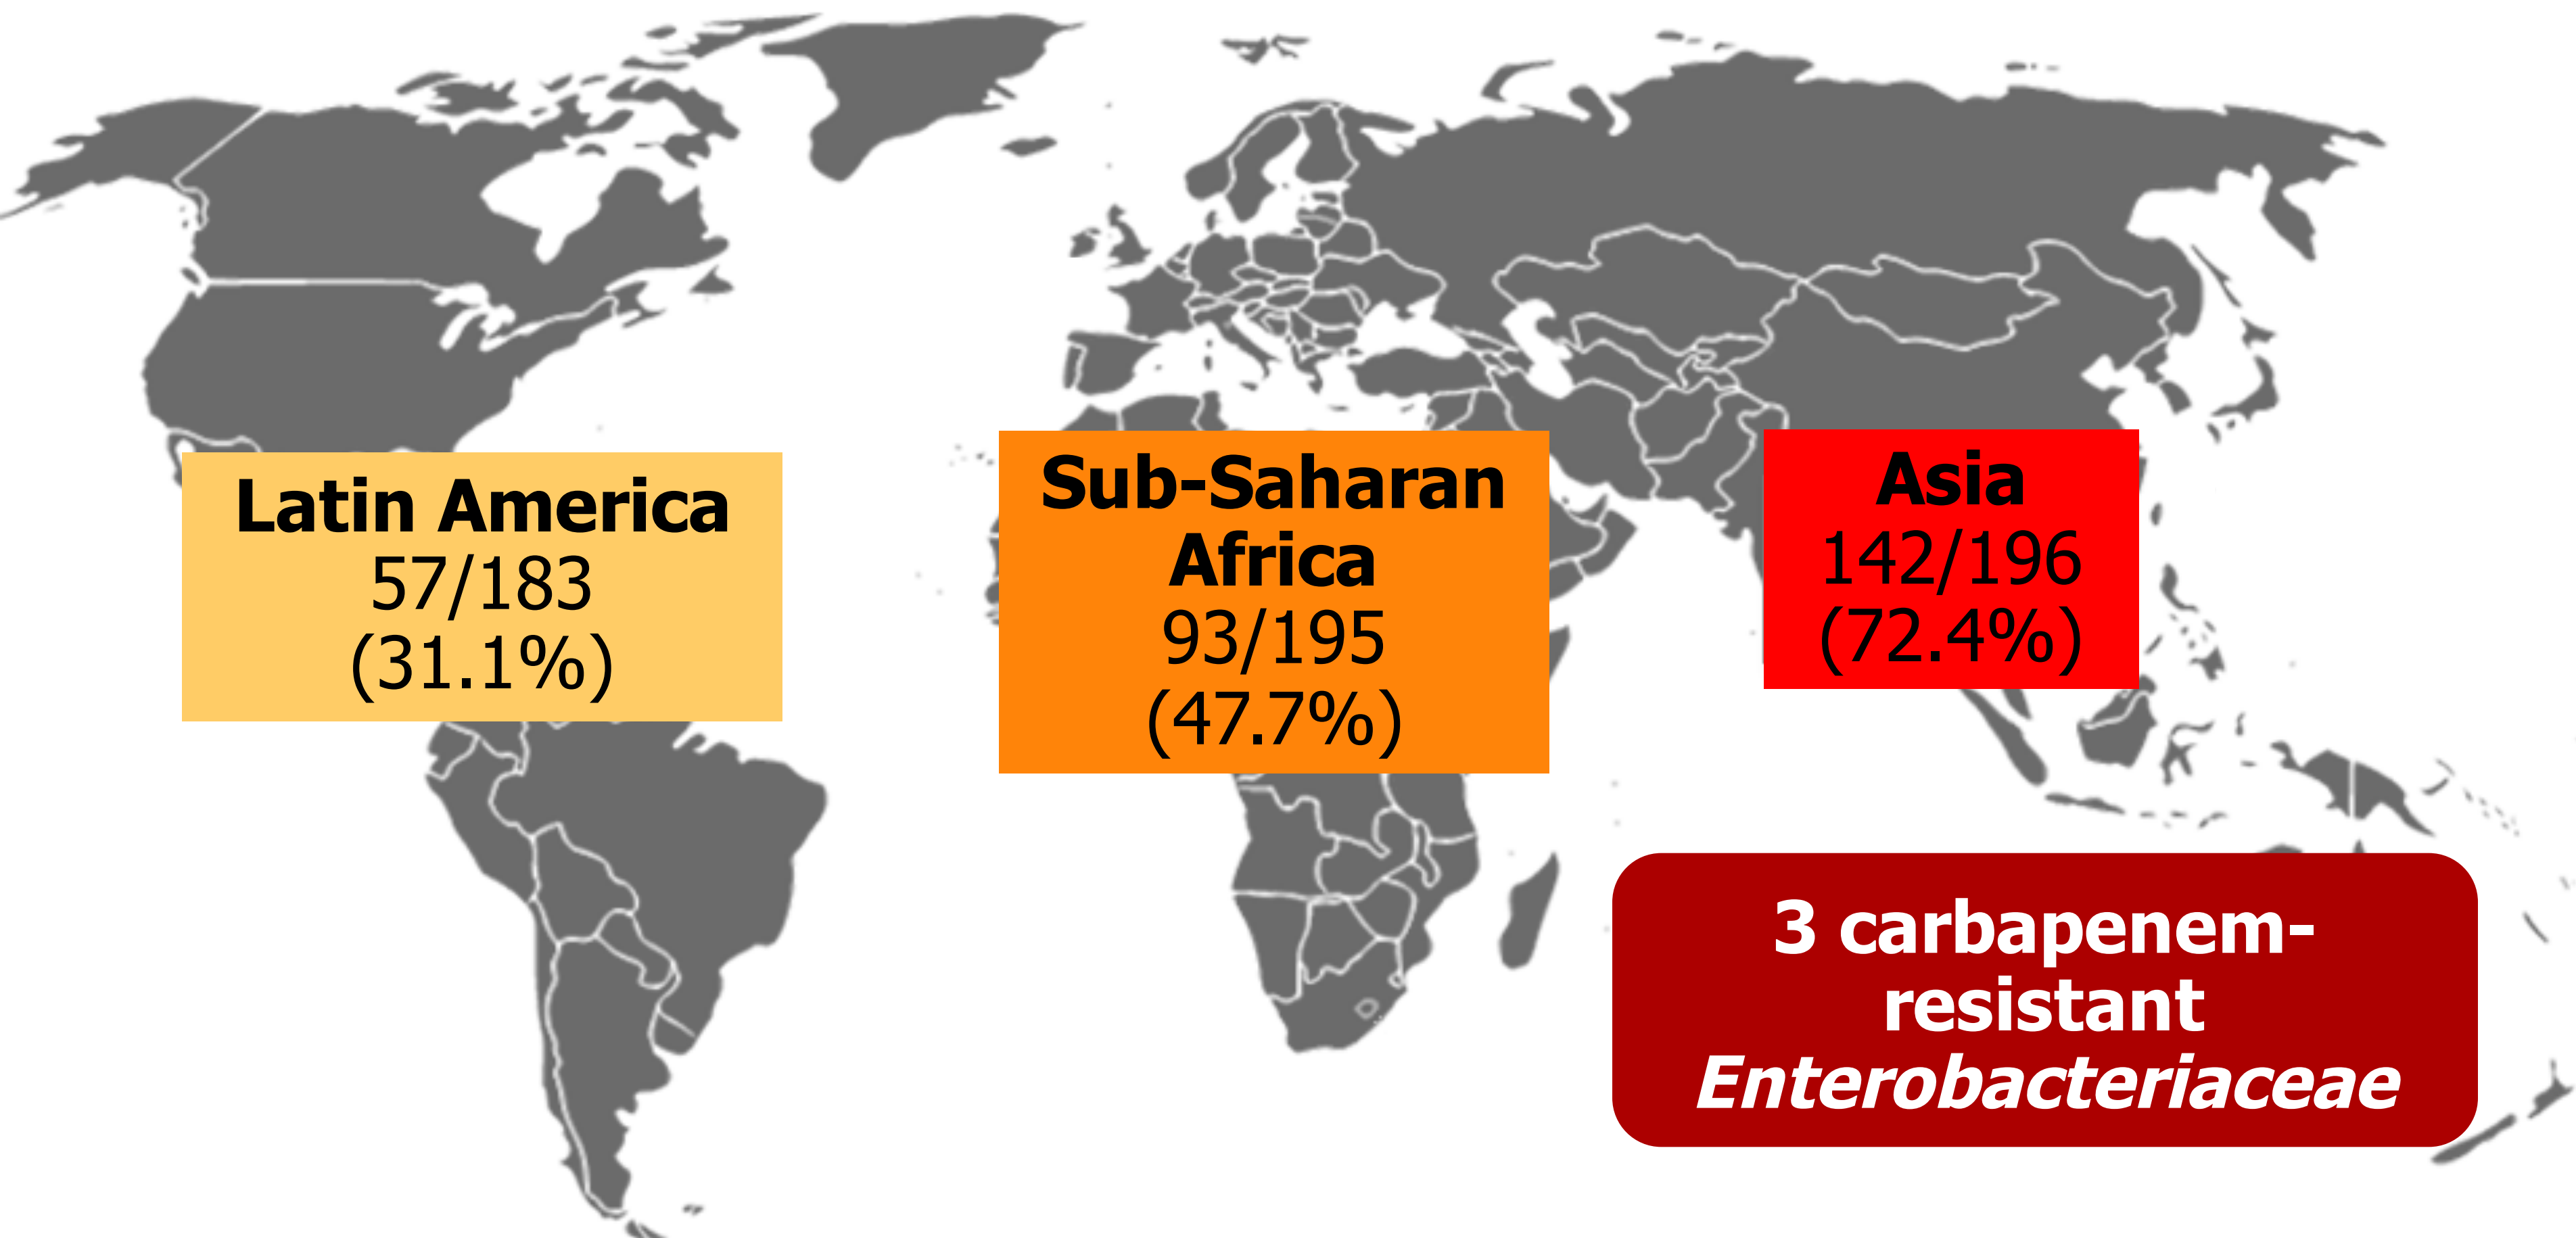 Latin America
57/183
(31.1%)
Sub-Saharan
Africa
93/195
(47.7%)
Asia
142/196
(72.4%)
3 carbapenem-
resistant
Enterobacteriaceae